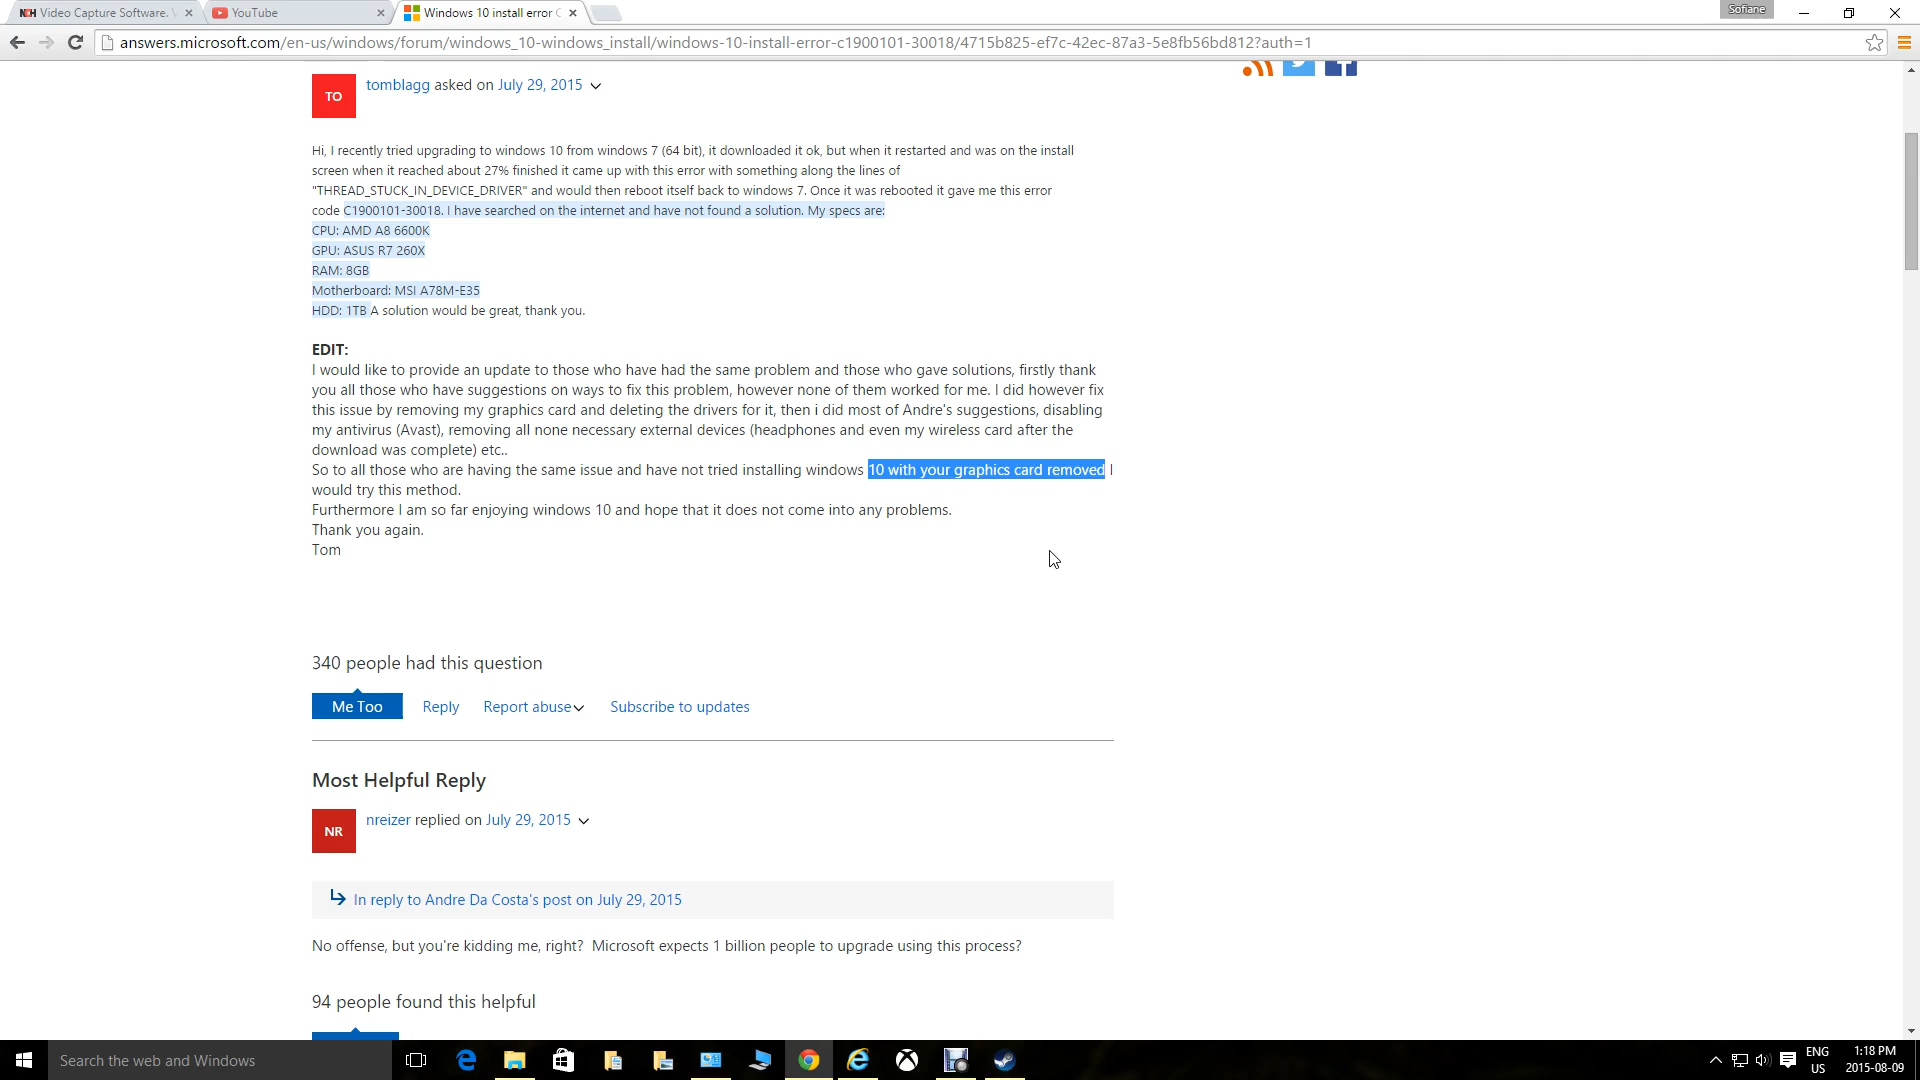 NCH Video Capture Software.
YouTube
Windows 10 install error
Sofiane
answers.microsoft.com/en-us/windows/forum/windows_10-windows_install/windows-10-install-error-c1900101-30018/4715b825-ef7c-42ec-87a3-5e8fb56bd812?auth=1
TO
tomblagg asked on July 29, 2015
Hi, I recently tried upgrading to windows 10 from windows 7 (64 bit), it downloaded it ok, but when it restarted and was on the install
screen when it reached about 27% finished it came up with this error with something along the lines of
"THREAD_STUCK_IN_DEVICE_DRIVER" and would then reboot itself back to windows 7. Once it was rebooted it gave me this error
code C1900101-30018. I have searched on the internet and have not found a solution. My specs are:
CPU: AMD A8 6600K
GPU: ASUS R7 260X
RAM: 8GB
Motherboard: MSI A78M-E35
HDD: 1TB A solution would be great, thank you.
EDIT:
I would like to provide an update to those who have had the same problem and those who gave solutions, firstly thank
you all those who have suggestions on ways to fix this problem, however none of them worked for me. I did however fix
this issue by removing my graphics card and deleting the drivers for it, then i did most of Andre's suggestions, disabling
my antivirus (Avast), removing all none necessary external devices (headphones and even my wireless card after the
download was complete) etc..
So to all those who are having the same issue and have not tried installing windows 10 with your graphics card removed I
would try this method.
Furthermore I am so far enjoying windows 10 and hope that it does not come into any problems.
Thank you again.
Tom
340 people had this question
Me Too Reply Report abuse Subscribe to updates
Most Helpful Reply
NR
nreizer replied on July 29, 2015
In reply to Andre Da Costa's post on July 29, 2015
No offense, but you're kidding me, right? Microsoft expects 1 billion people to upgrade using this process?
94 people found this helpful
Search the web and Windows
ENG
US
1:18 PM
2015-08-09